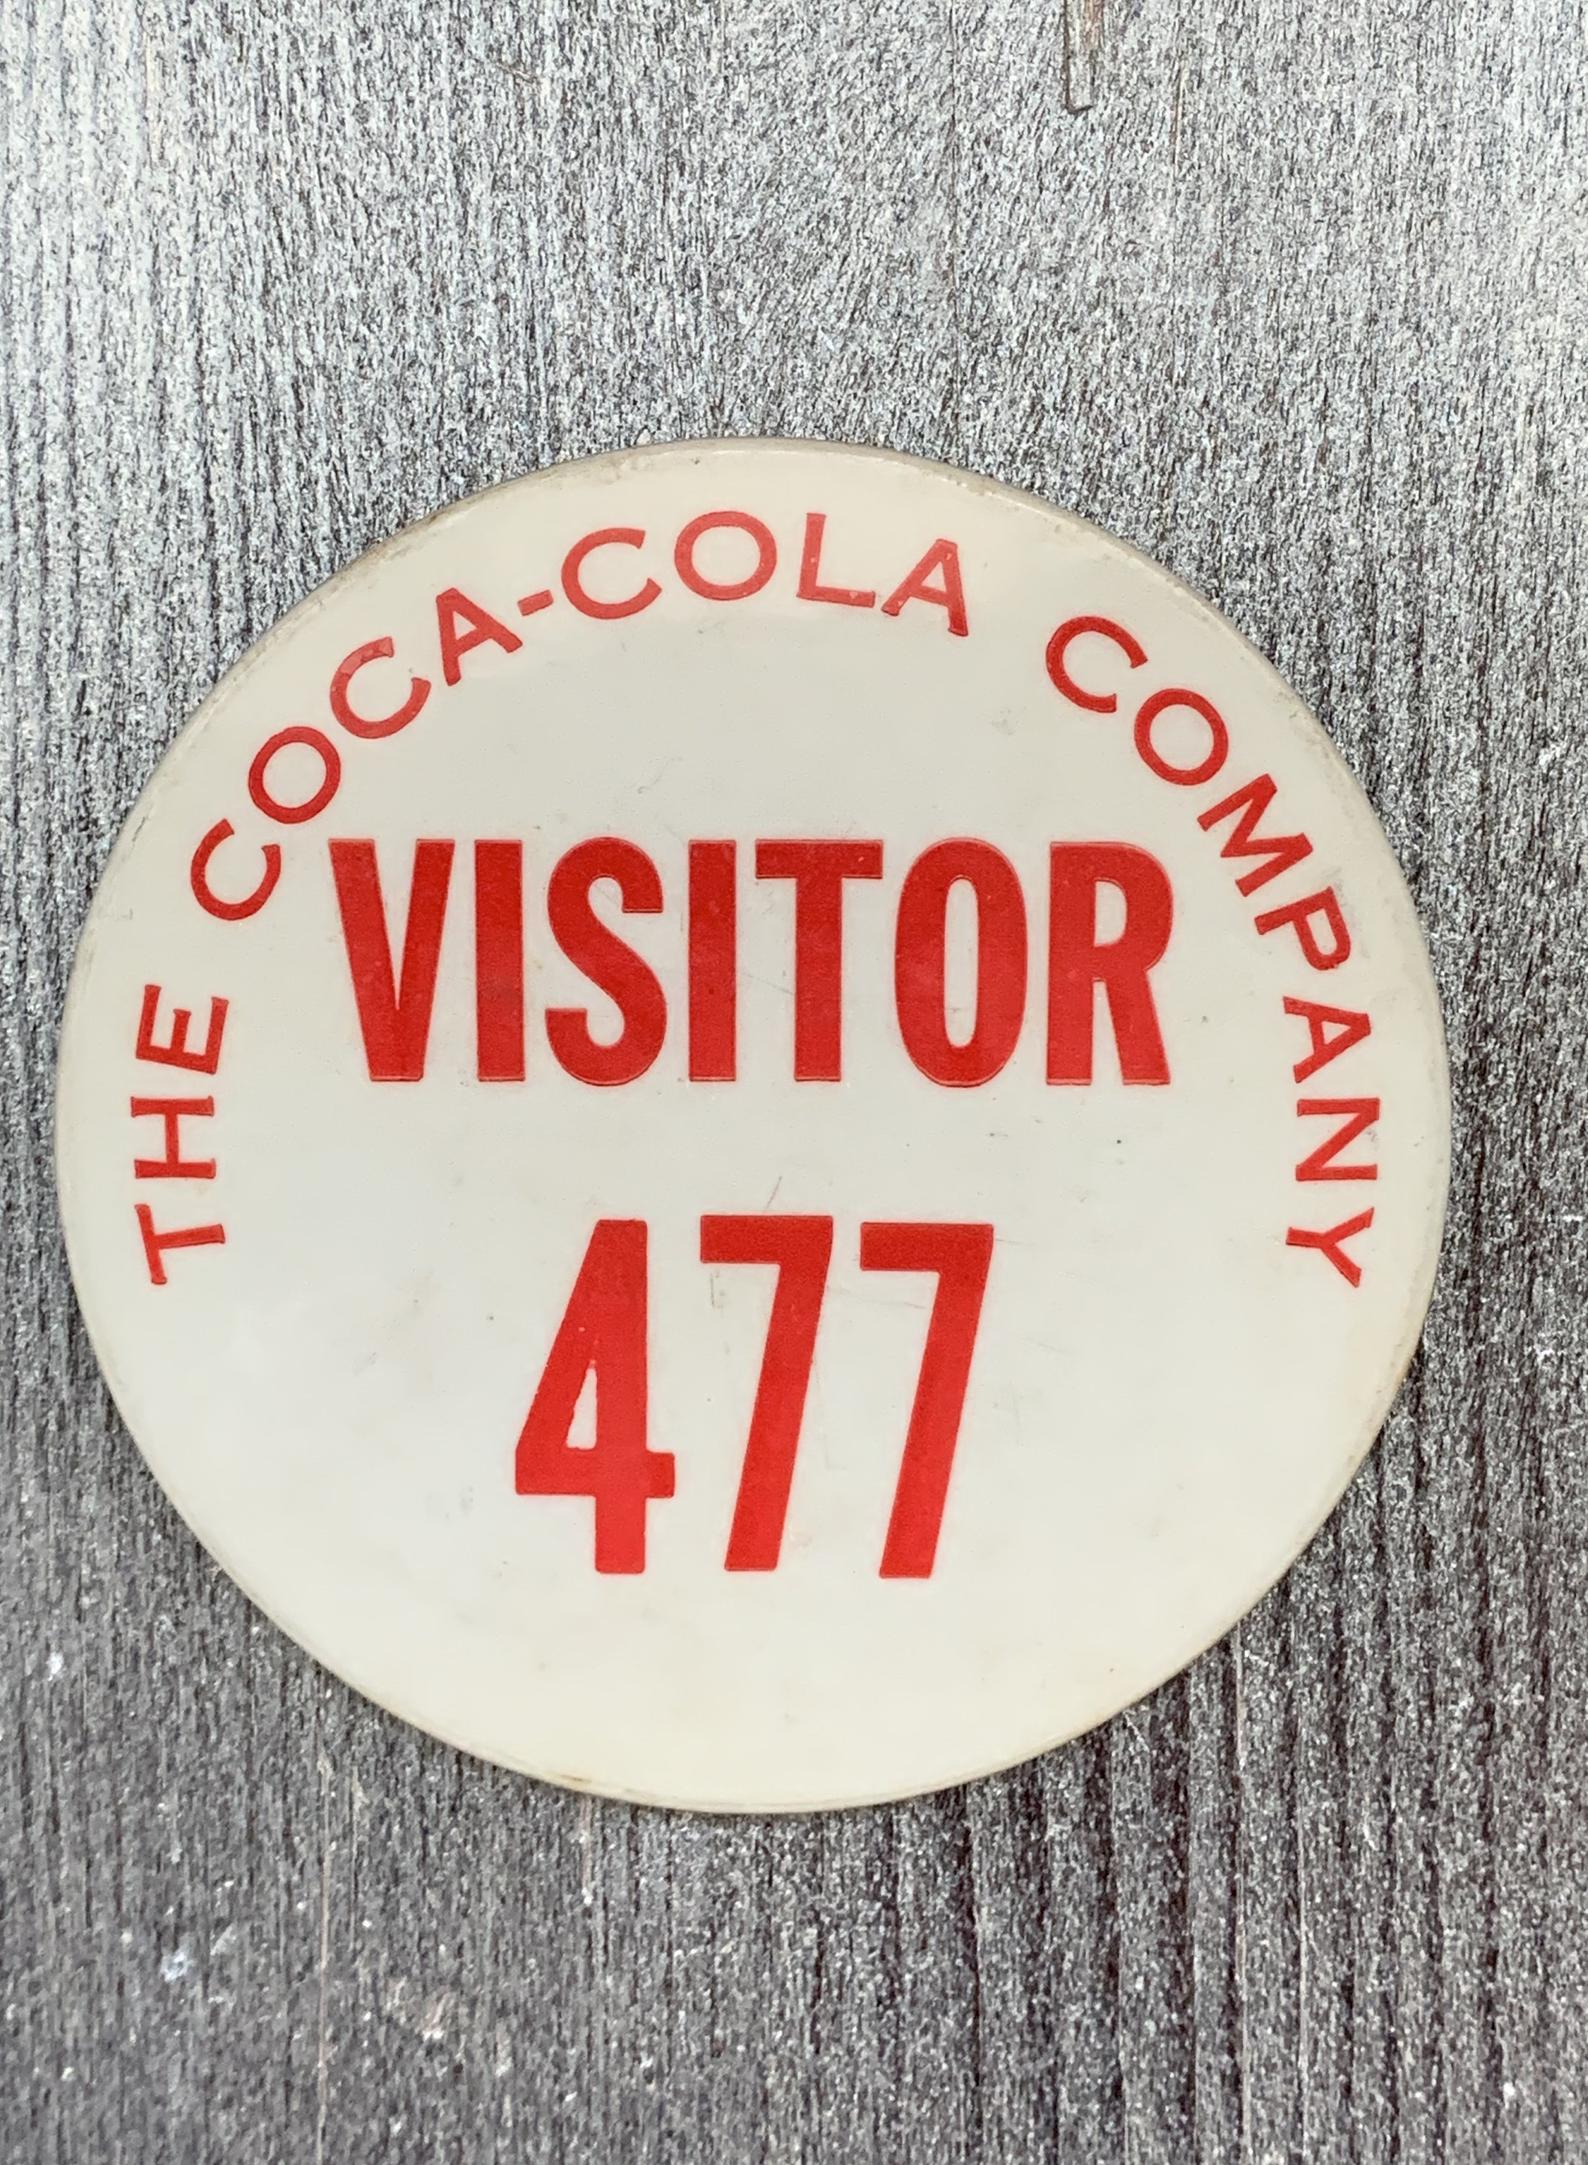 THE COCA-COLA COMPANY
VISITOR
477